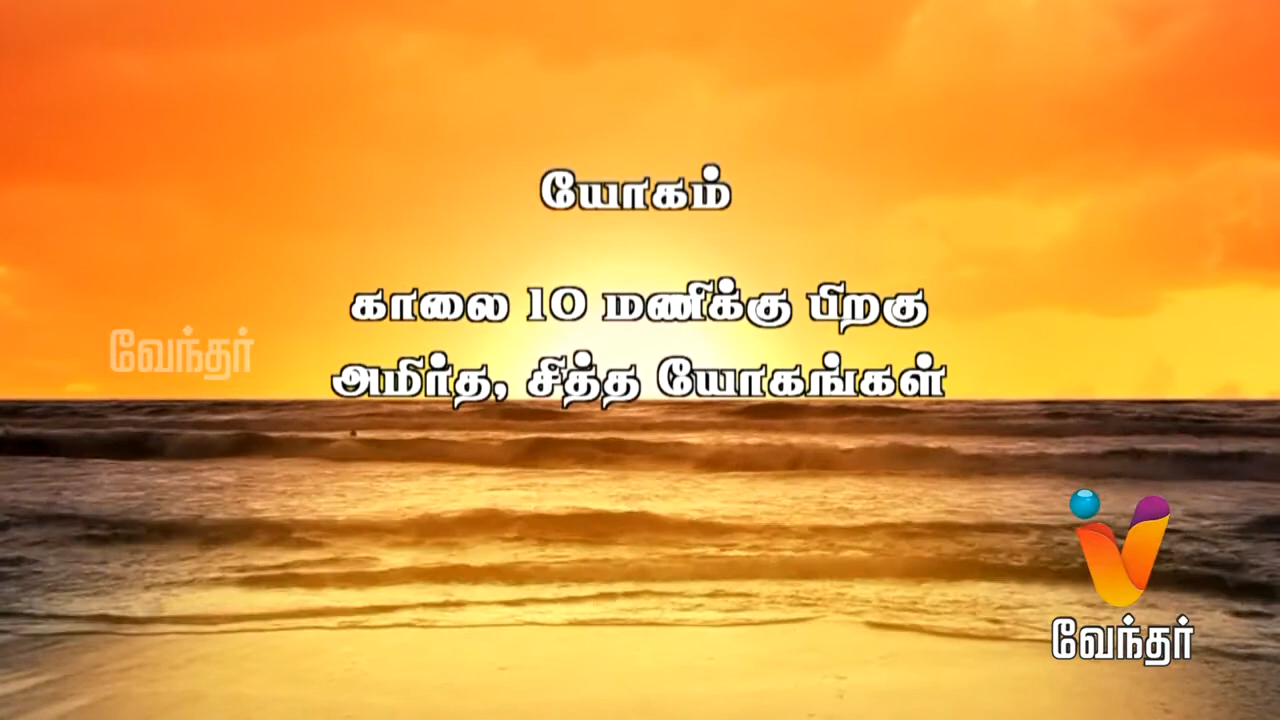 யோகம்
காலை 10 மணிக்கு பிறகு
வேந்தர்
அமிர்த, சித்த யோகங்கள்
வேந்தர்